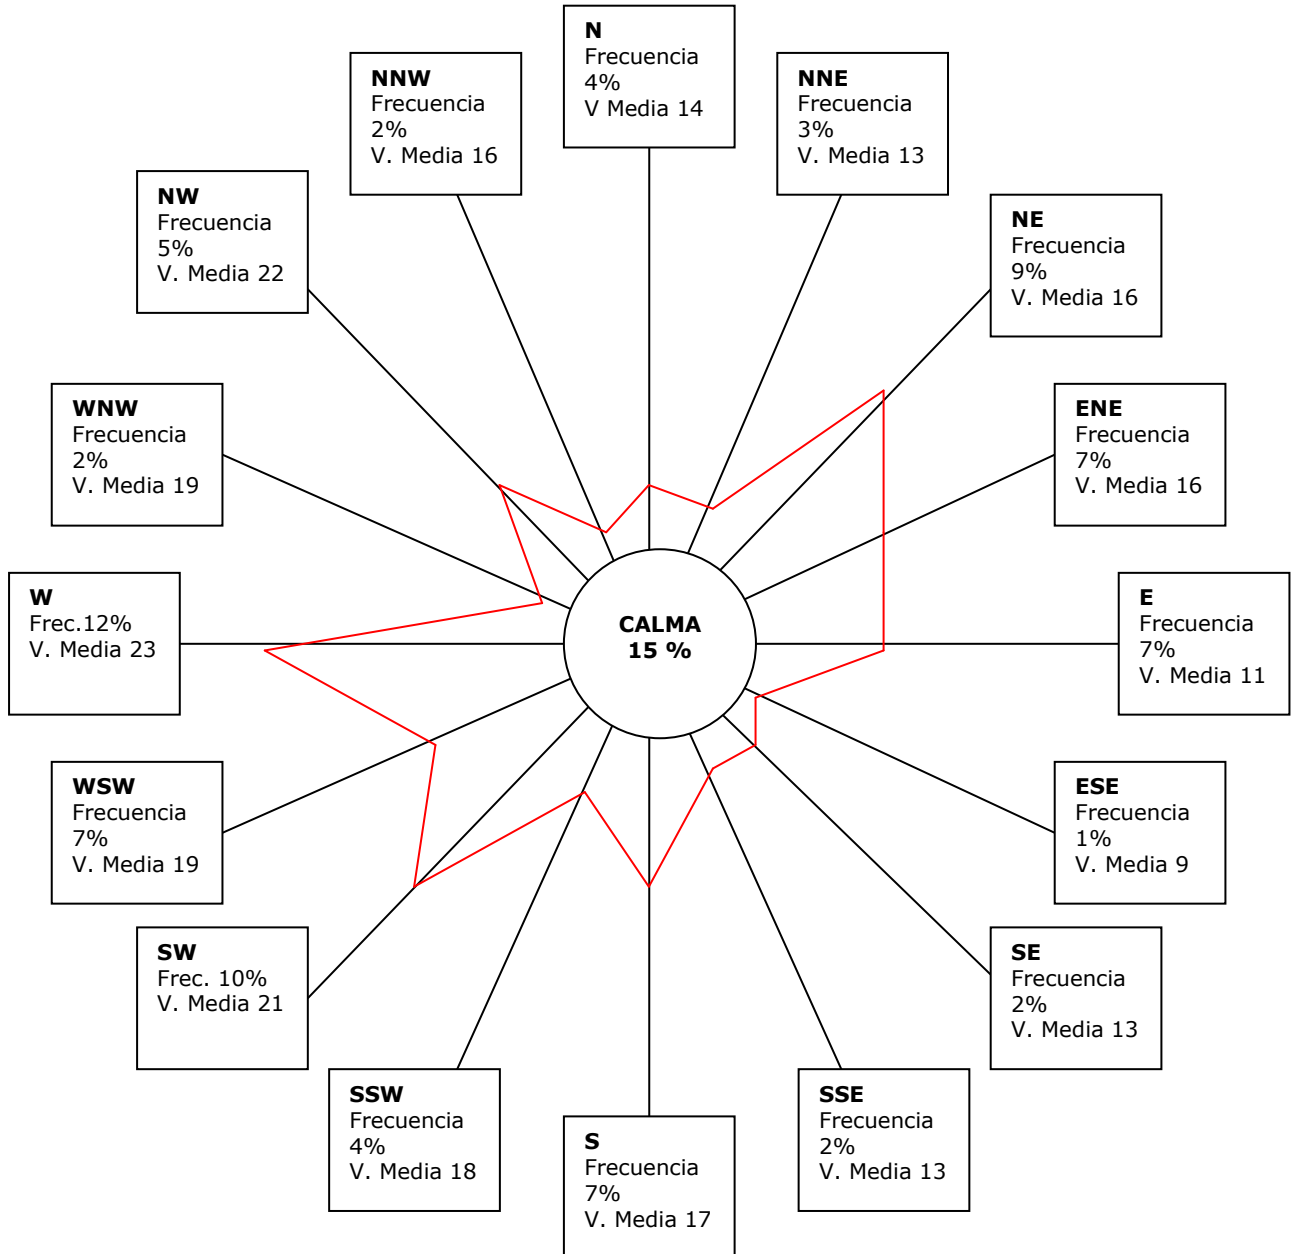 N
Frecuencia
4%
V Media 14
NNW
Frecuencia
2%
V. Media 16
NNE
Frecuencia
3%
V. Media 13
NW
Frecuencia
5%
V. Media 22
NE
Frecuencia
9%
V. Media 16
WNW
Frecuencia
2%
V. Media 19
ENE
Frecuencia
7%
V. Media 16
W
Frec.12%
V. Media 23
CALMA
15 %
E
Frecuencia
7%
V. Media 11
WSW
Frecuencia
7%
V. Media 19
ESE
Frecuencia
1%
V. Media 9
SW
Frec. 10%
V. Media 21
SE
Frecuencia
2%
V. Media 13
SSW
Frecuencia
4%
V. Media 18
S
Frecuencia
7%
V. Media 17
SSE
Frecuencia
2%
V. Media 13